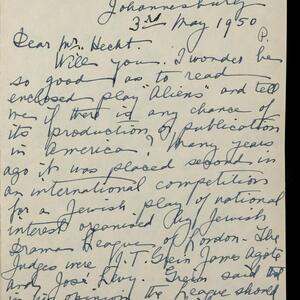 Johannesburg
3rd May 1950
Dear Mr. Hecht
Will you I wonder be
so good as to read
P.
enclosed play "Aliens" and tell
me if there is any chance of
its production, publication
in America? Many years
ago it was placed second in
an international competition
for a Jewish play of national
interest organised by Jewish
Drama League of London. The
Judges were J.T. Grein James Agate
and José Levy. Grein said that
in his opinion the League should